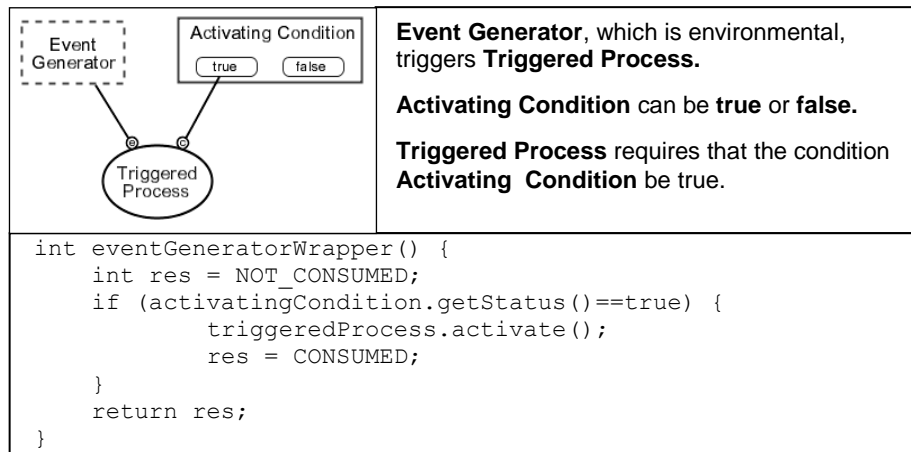 Event
Generator
Activating Condition
true
false
e
c
Triggered
Process
Event Generator, which is environmental,
triggers Triggered Process.
Activating Condition can be true or false.
Triggered Process requires that the condition
Activating Condition be true.
int eventGeneratorWrapper() {
    int res = NOT_CONSUMED;
    if (activatingCondition.getStatus()==true) {
            triggeredProcess.activate();
            res = CONSUMED;
    }
    return res;
}